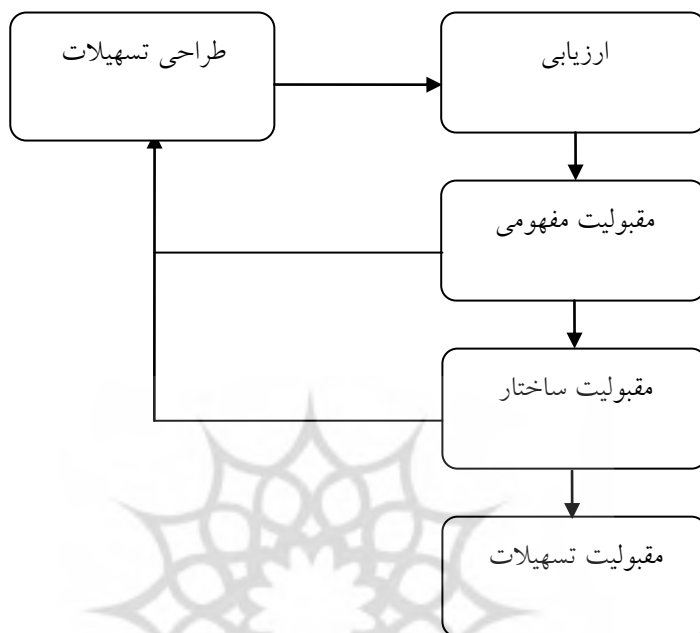 طراحی تسهیلات
ارزیابی
مقبولیت مفهومی
مقبولیت ساختار
مقبولیت تسهیلات